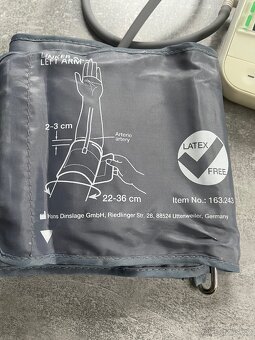 LINKER
LEFT ARM
2-3 cm
Arterie
artery
LATEX
FREE
22-36 cm
Item No.: 163.243
Hans Dinslage GmbH, Riedlinger Str. 28, 88524 Uttenweiler, Germany